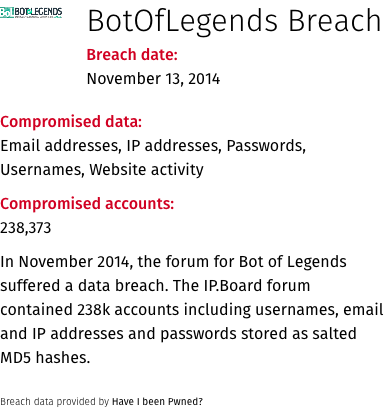 BOT OF LEGENDS
BotOfLegends Breach
Breach date:
November 13, 2014
Compromised data:
Email addresses, IP addresses, Passwords,
Usernames, Website activity
Compromised accounts:
238,373
In November 2014, the forum for Bot of Legends
suffered a data breach. The IP.Board forum
contained 238k accounts including usernames, email
and IP addresses and passwords stored as salted
MD5 hashes.
Breach data provided by Have I been Pwned?